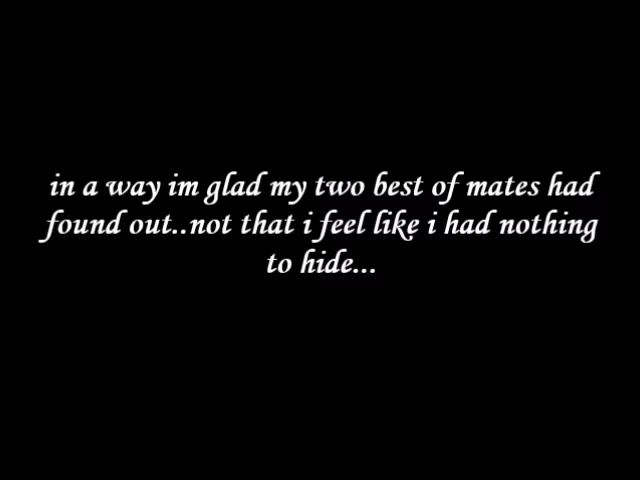 in a way im glad my two best of mates had
found out..not that i feel like i had nothing
to hide...